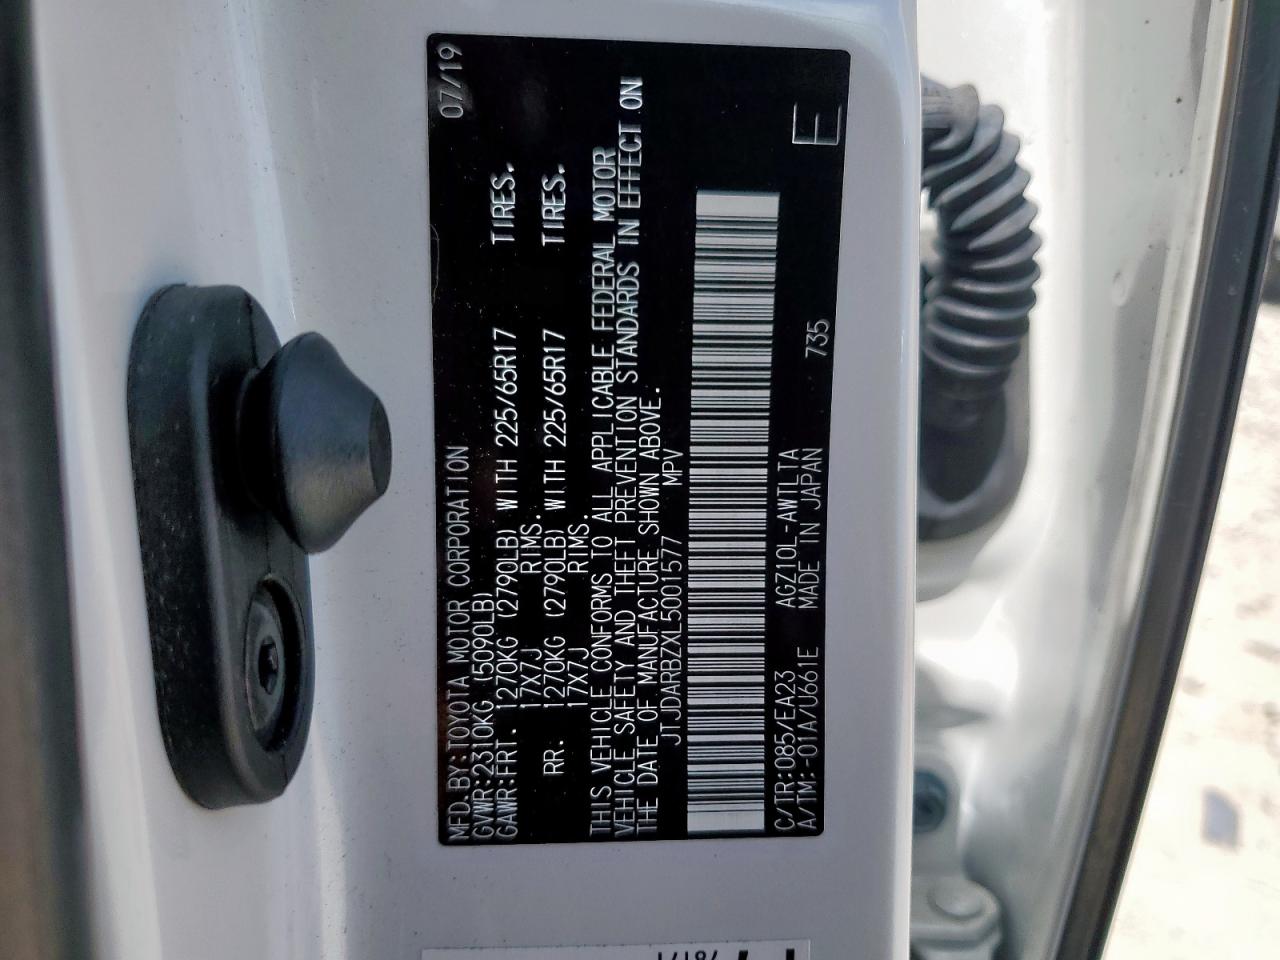 MFD.BY:TOYOTA MOTOR CORPORATION 07/19
GVWR:2310KG (5090LB)
GAWR:FRT. 1270KG (2790LB) WITH 225/65R17 TIRES.
17X7J RIMS.
RR. 1270KG (2790LB) WITH 225/65R17 TIRES.
17X7J RIMS.
THIS VEHICLE CONFORMS TO ALL APPLICABLE FEDERAL MOTOR
VEHICLE SAFETY AND THEFT PREVENTION STANDARDS IN EFFECT ON
THE DATE OF MANUFACTURE SHOWN ABOVE.
JTJDARBZXL5001577 MPV
C/TR:085/EA23 AGZ10L-AWTLTA
A/TM:-01A/U661E MADE IN JAPAN 735 E